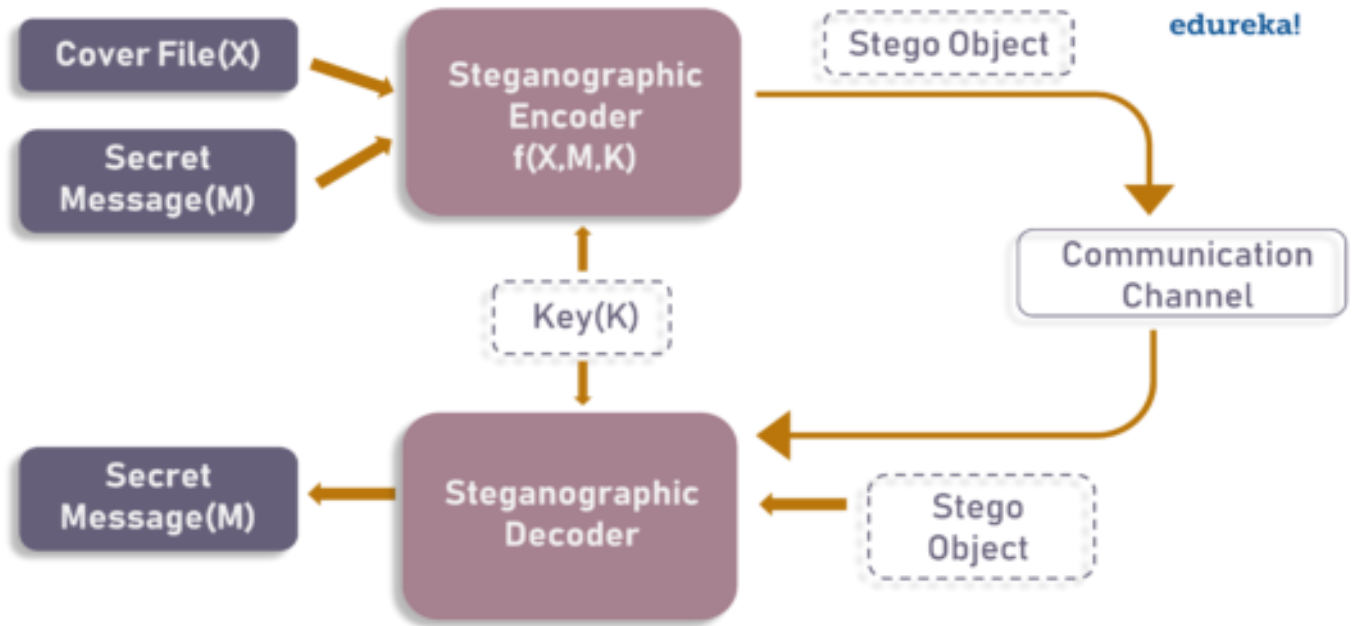 Cover File(X)
Steganographic
Encoder
f(X,M,K)
Stego Object
edureka!
Secret
Message(M)
Communication
Channel
Key(K)
Secret
Message(M)
Steganographic
Decoder
Stego
Object